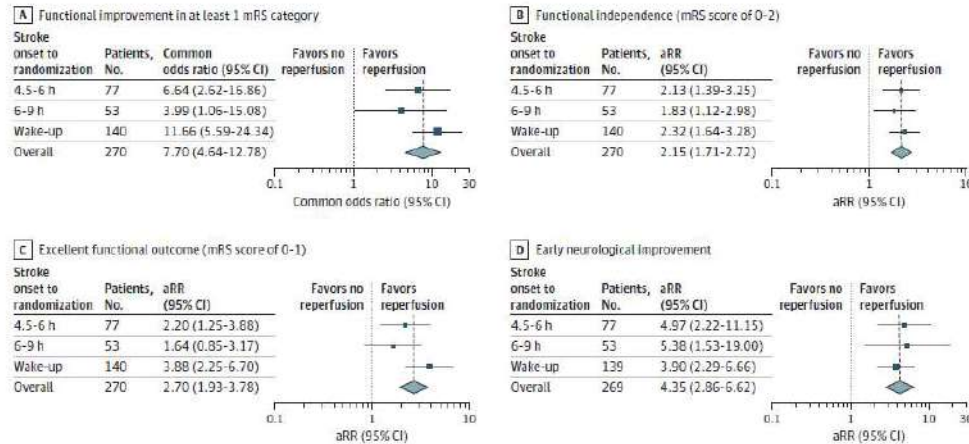 A Functional improvement in at least 1 mRS category
Stroke
onset to Patients, Common Favors no Favors
randomization No. odds ratio (95% CI) reperfusion reperfusion
4.5-6 h 77 6.64 (2.62-16.86)
6-9 h 53 3.99 (1.06-15.08)
Wake-up 140 11.66 (5.59-24.34)
Overall 270 7.70 (4.64-12.78)
0.1 1 10 30
Common odds ratio (95% CI)
B Functional independence (mRS score of 0-2)
Stroke
onset to Patients, aRR Favors no Favors
randomization No. (95% CI) reperfusion reperfusion
4.5-6 h 77 2.13 (1.39-3.25)
6-9 h 53 1.83 (1.12-2.98)
Wake-up 140 2.32 (1.64-3.28)
Overall 270 2.15 (1.71-2.72)
0.1 1 10
aRR (95% CI)
C Excellent functional outcome (mRS score of 0-1)
Stroke
onset to Patients, aRR Favors no Favors
randomization No. (95% CI) reperfusion reperfusion
4.5-6 h 77 2.20 (1.25-3.88)
6-9 h 53 1.64 (0.85-3.17)
Wake-up 140 3.88 (2.25-6.70)
Overall 270 2.70 (1.93-3.78)
0.1 1 10
aRR (95% CI)
D Early neurological improvement
Stroke
onset to Patients, aRR Favors no Favors
randomization No. (95% CI) reperfusion reperfusion
4.5-6 h 77 4.97 (2.22-11.15)
6-9 h 53 5.38 (1.53-19.00)
Wake-up 139 3.90 (2.29-6.66)
Overall 269 4.35 (2.86-6.62)
0.1 1 10 30
aRR (95% CI)